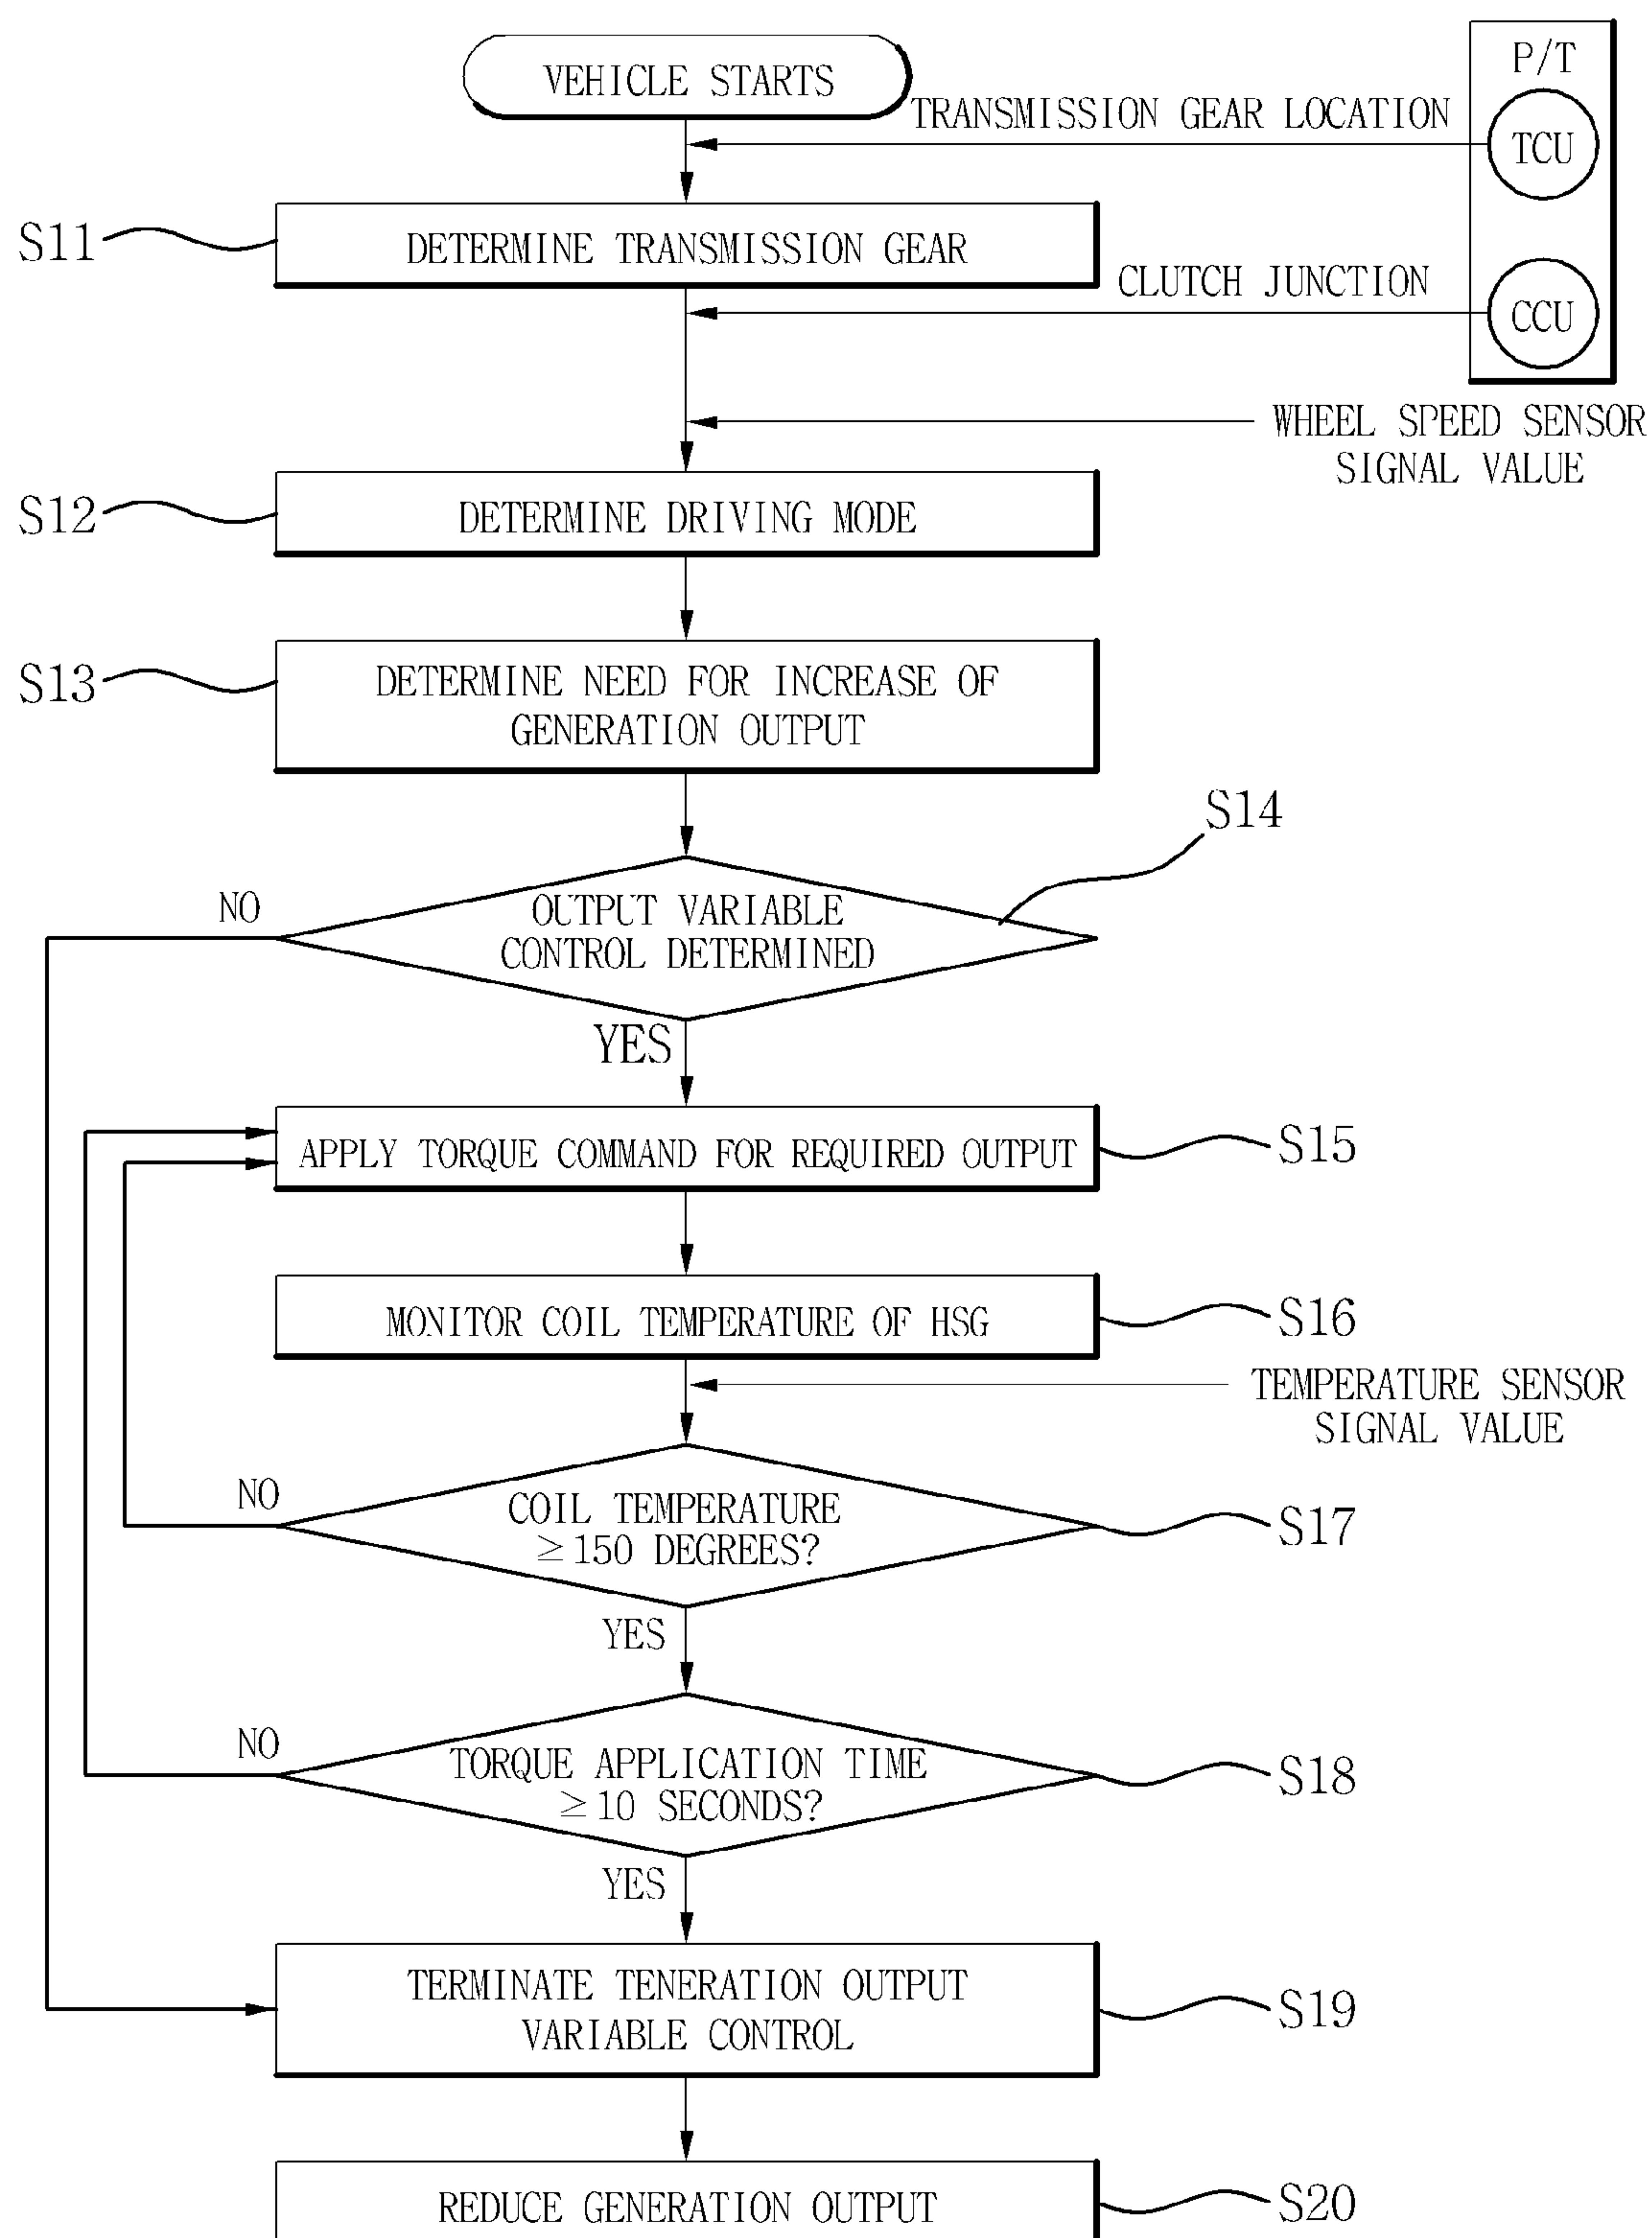 VEHICLE STARTS
P/T
TRANSMISSION GEAR LOCATION
TCU
S11
DETERMINE TRANSMISSION GEAR
CLUTCH JUNCTION
CCU
WHEEL SPEED SENSOR
SIGNAL VALUE
S12
DETERMINE DRIVING MODE
S13
DETERMINE NEED FOR INCREASE OF
GENERATION OUTPUT
S14
NO
OUTPUT VARIABLE
CONTROL DETERMINED
YES
APPLY TORQUE COMMAND FOR REQUIRED OUTPUT
S15
MONITOR COIL TEMPERATURE OF HSG
S16
TEMPERATURE SENSOR
SIGNAL VALUE
NO
COIL TEMPERATURE
≥150 DEGREES?
S17
YES
NO
TORQUE APPLICATION TIME
≥10 SECONDS?
S18
YES
TERMINATE TENERATION OUTPUT
VARIABLE CONTROL
S19
REDUCE GENERATION OUTPUT
S20